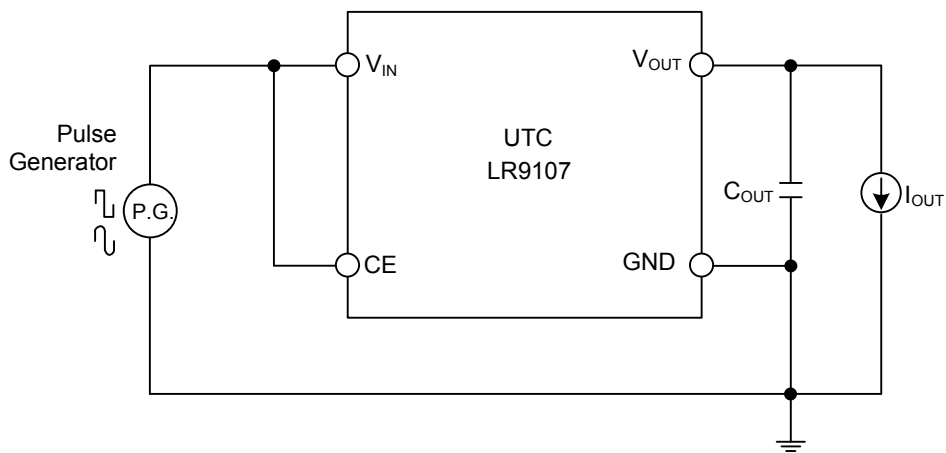 VIN
VOUT
Pulse
Generator
UTC
LR9107
P.G.
COUT
IOUT
CE
GND